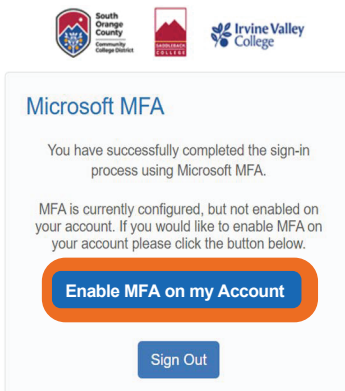 South
Orange
County
Community
College District
SADDLEBACK
COLLEGE
Irvine Valley
College
Microsoft MFA
You have successfully completed the sign-in
process using Microsoft MFA.
MFA is currently configured, but not enabled on
your account. If you would like to enable MFA on
your account please click the button below.
Enable MFA on my Account
Sign Out